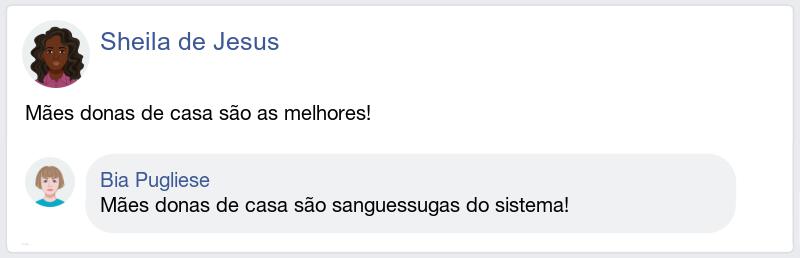 Sheila de Jesus
Mães donas de casa são as melhores!
Bia Pugliese
Mães donas de casa são sanguessugas do sistema!